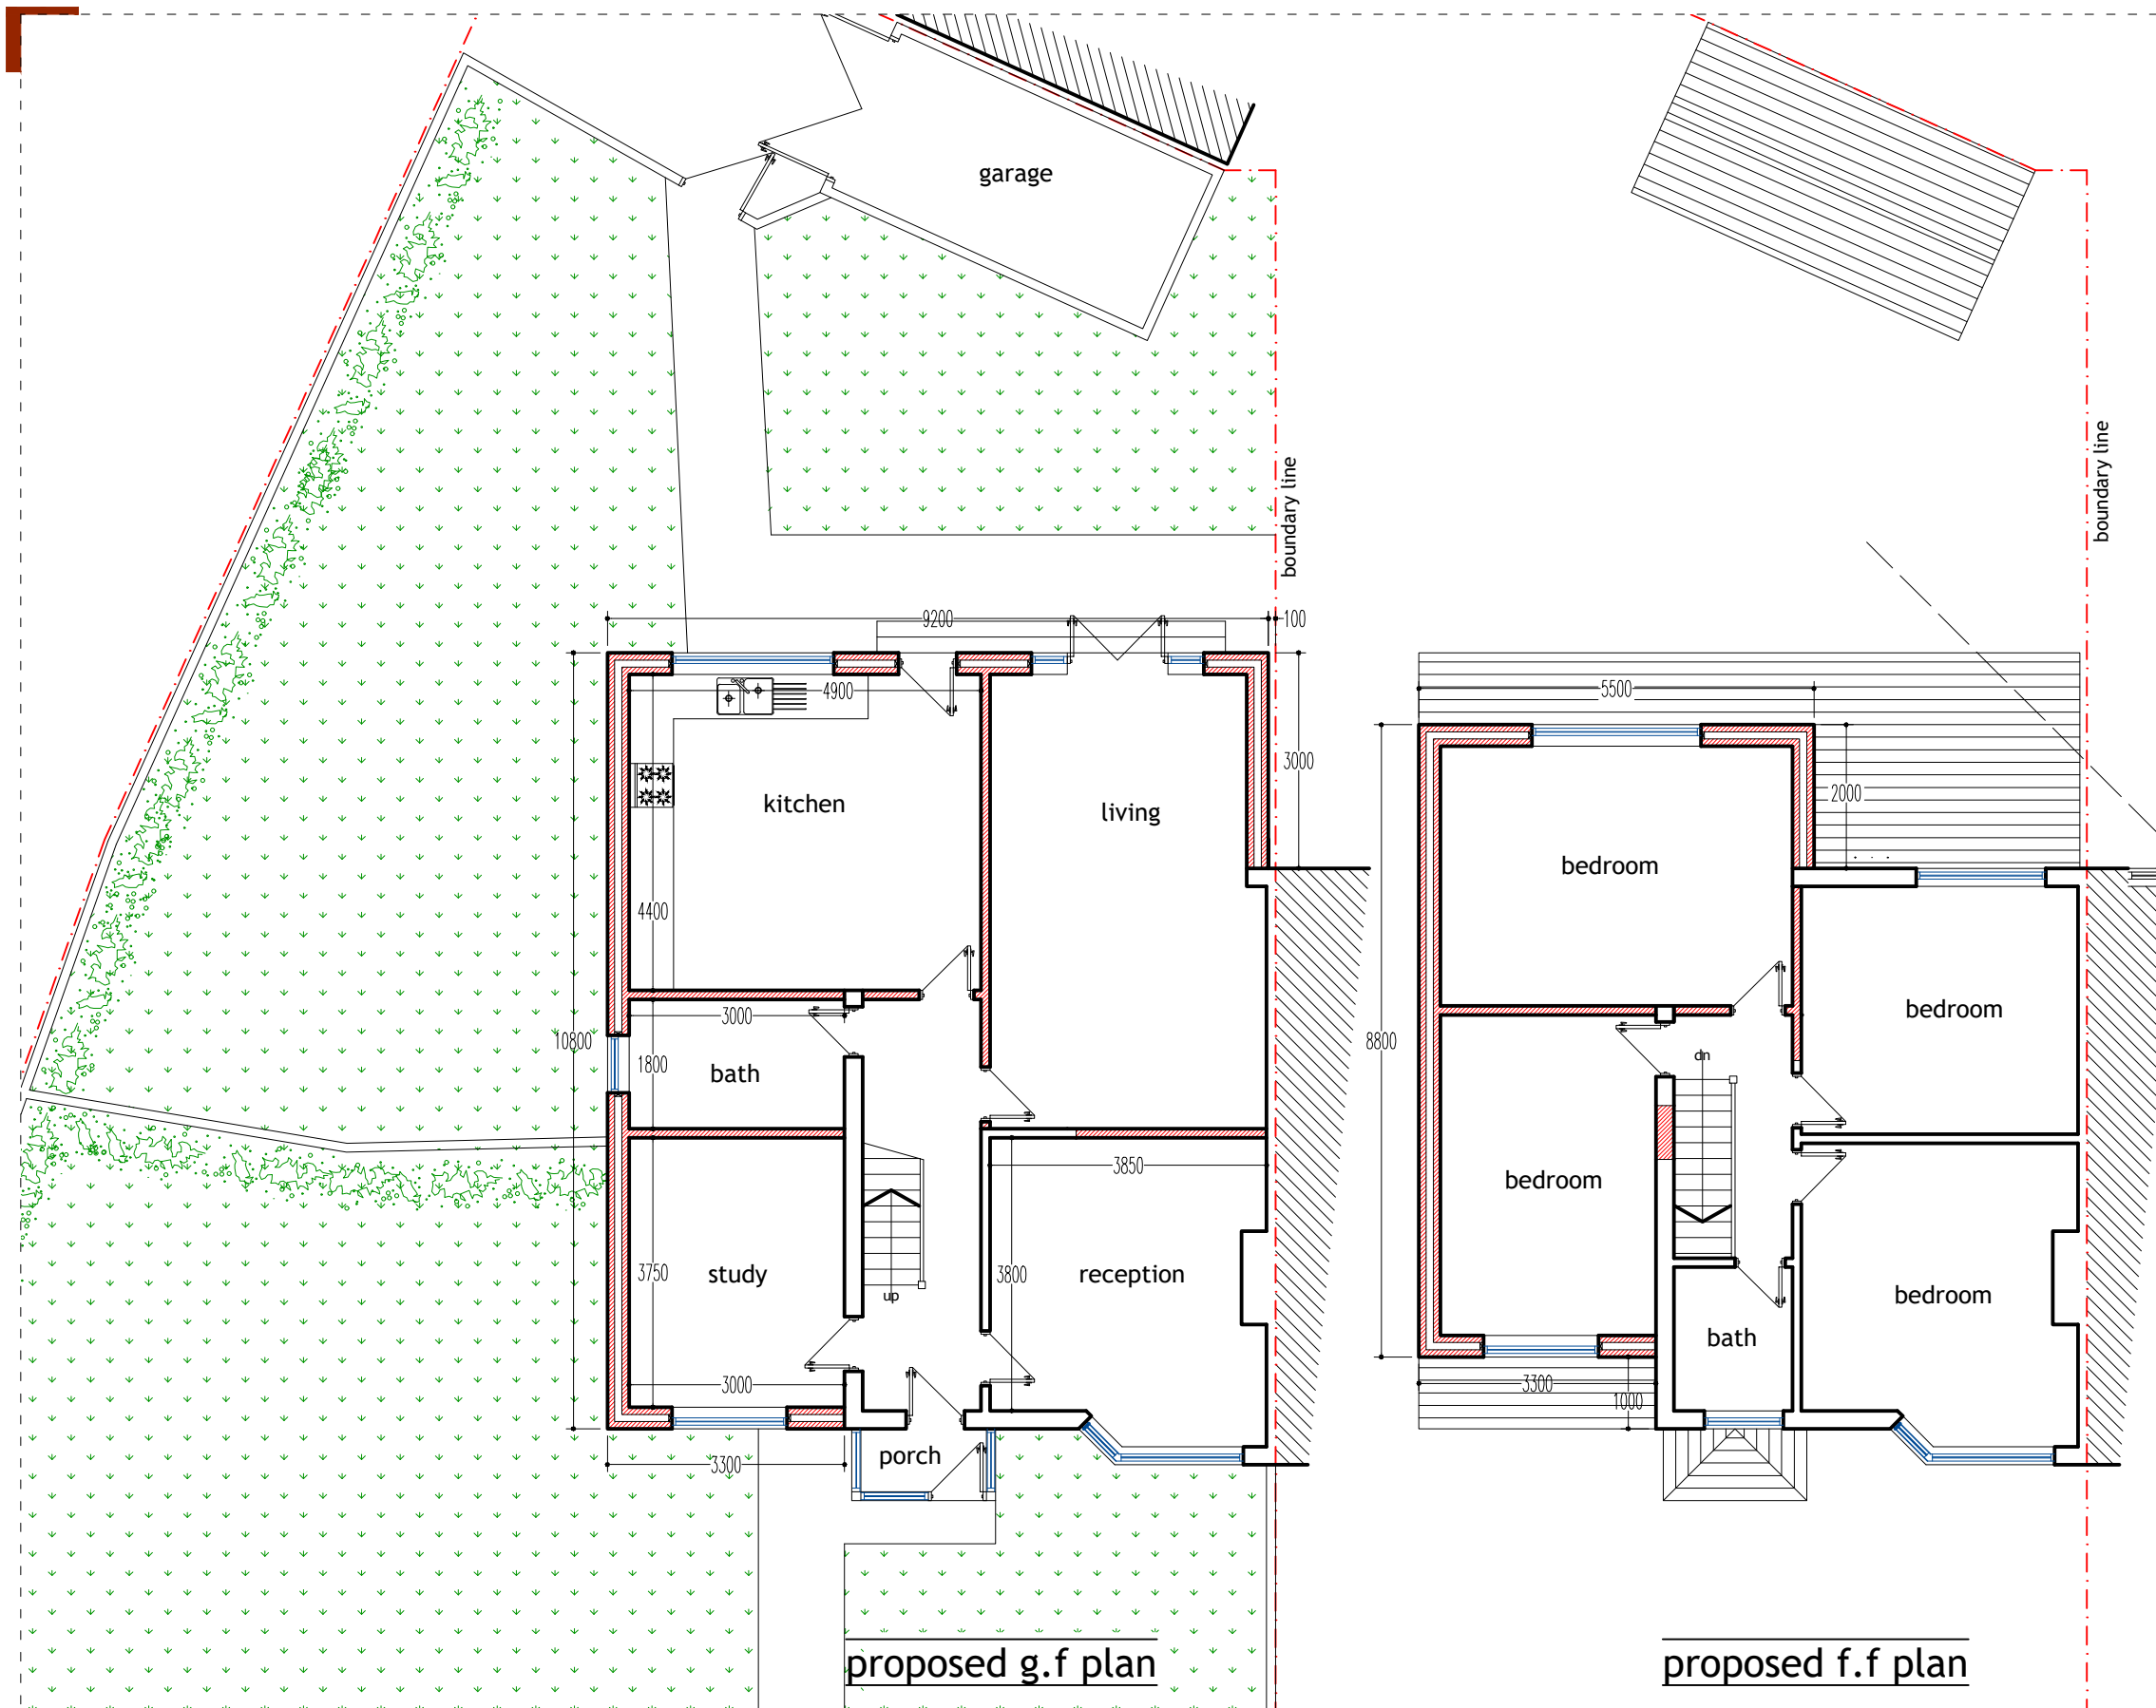 garage
boundary line
boundary line
9200
100
4900
3000
5500
2000
kitchen
living
bedroom
4400
bedroom
3000
10800
1800
bath
8800
dn
3850
bedroom
3750
study
3800
reception
up
bedroom
bath
3000
3300
1000
porch
3300
proposed g.f plan
proposed f.f plan